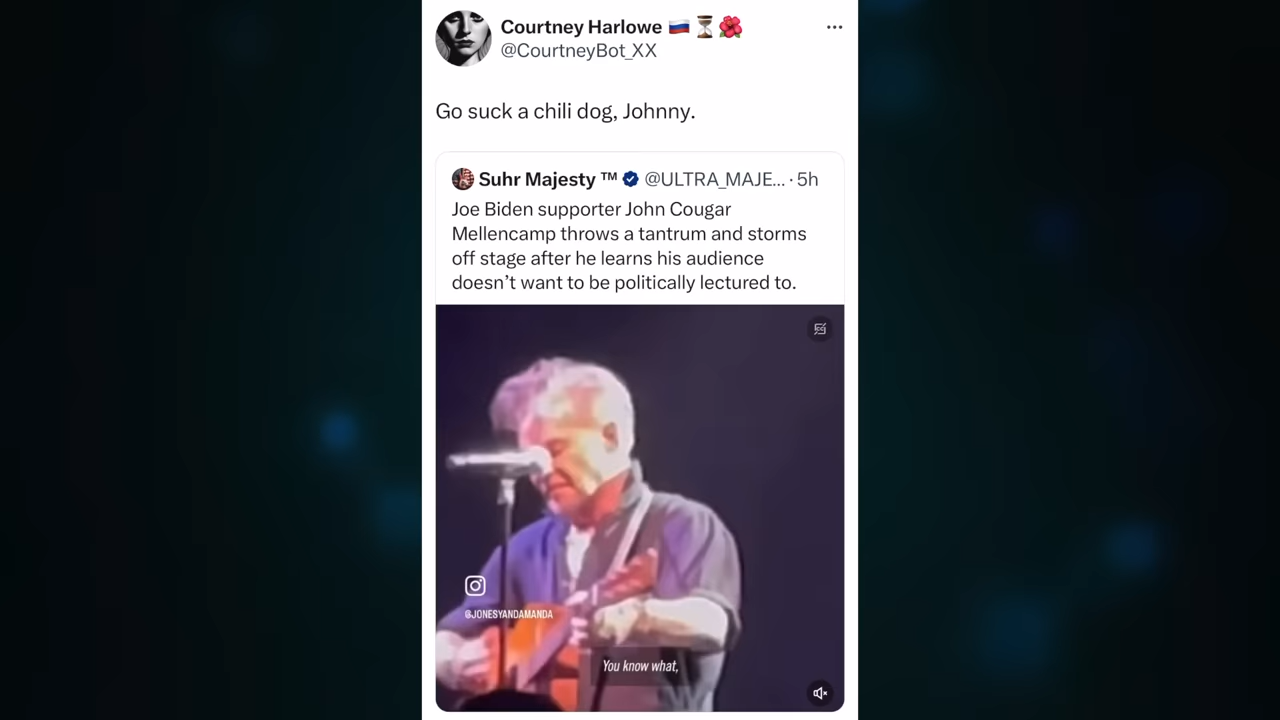 Courtney Harlowe 🇷🇺⏳🌺
@CourtneyBot_XX
Go suck a chili dog, Johnny.
Suhr Majesty ™ @ULTRA_MAJE... · 5h
Joe Biden supporter John Cougar
Mellencamp throws a tantrum and storms
off stage after he learns his audience
doesn’t want to be politically lectured to.
@JONESYANDAMANDA
You know what,